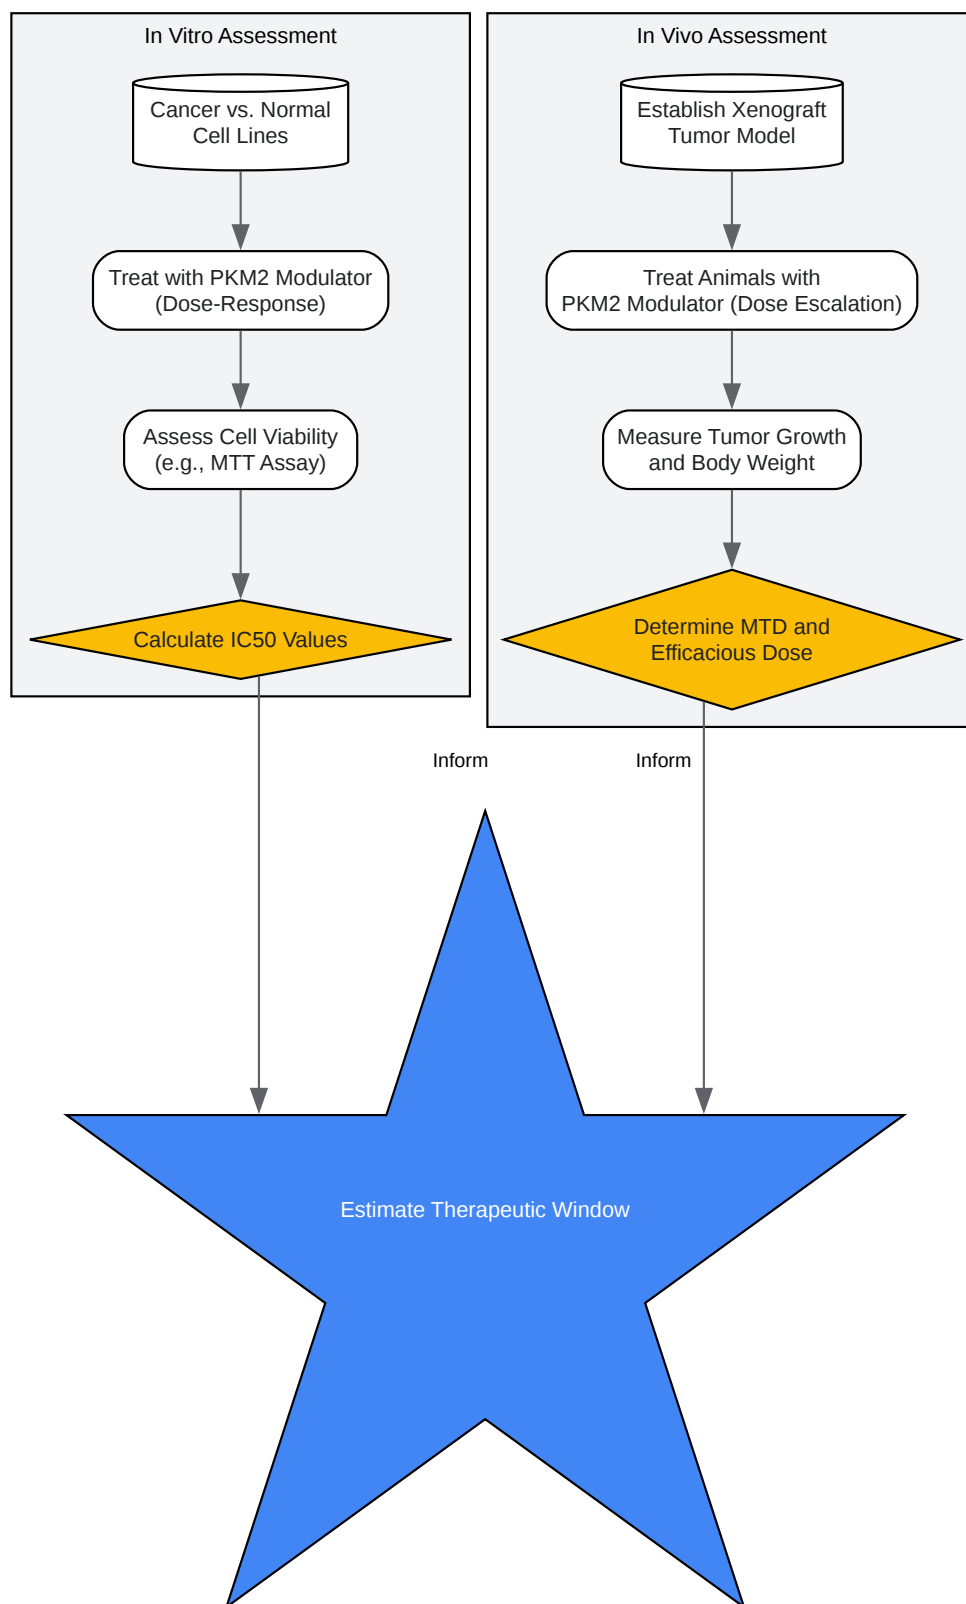 In Vitro Assessment
Cancer vs. Normal
Cell Lines
Treat with PKM2 Modulator
(Dose-Response)
Assess Cell Viability
(e.g., MTT Assay)
Calculate IC50 Values
In Vivo Assessment
Establish Xenograft
Tumor Model
Treat Animals with
PKM2 Modulator (Dose Escalation)
Measure Tumor Growth
and Body Weight
Determine MTD and
Efficacious Dose
Inform
Inform
Estimate Therapeutic Window